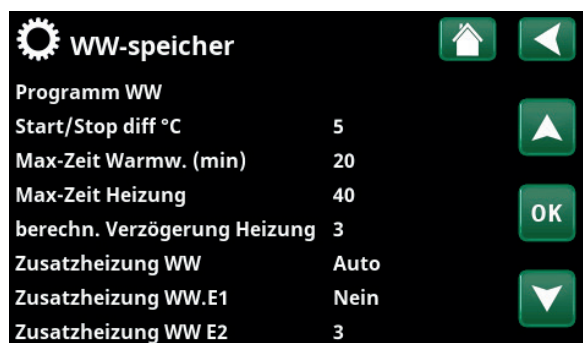 WW-speicher
Programm WW
Start/Stop diff °C 5
Max-Zeit Warmw. (min) 20
Max-Zeit Heizung 40
berechn. Verzögerung Heizung 3
Zusatzheizung WW Auto
Zusatzheizung WW.E1 Nein
Zusatzheizung WW E2 3
OK